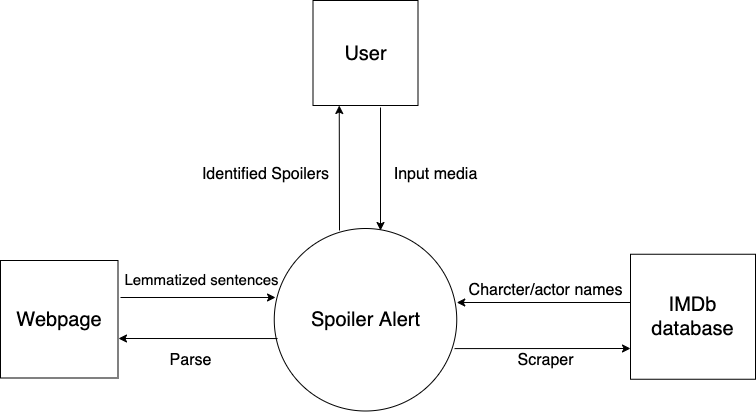 User
Identified Spoilers
Input media
Lemmatized sentences
Charcter/actor names
Webpage
Spoiler Alert
IMDb
database
Parse
Scraper